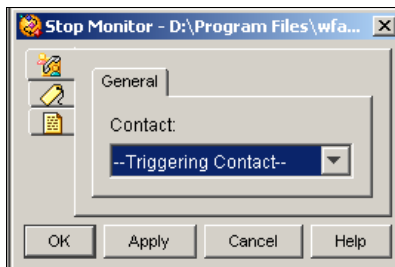 Stop Monitor - D:\Program Files\wfa...
General
Contact:
--Triggering Contact--
OK
Apply
Cancel
Help